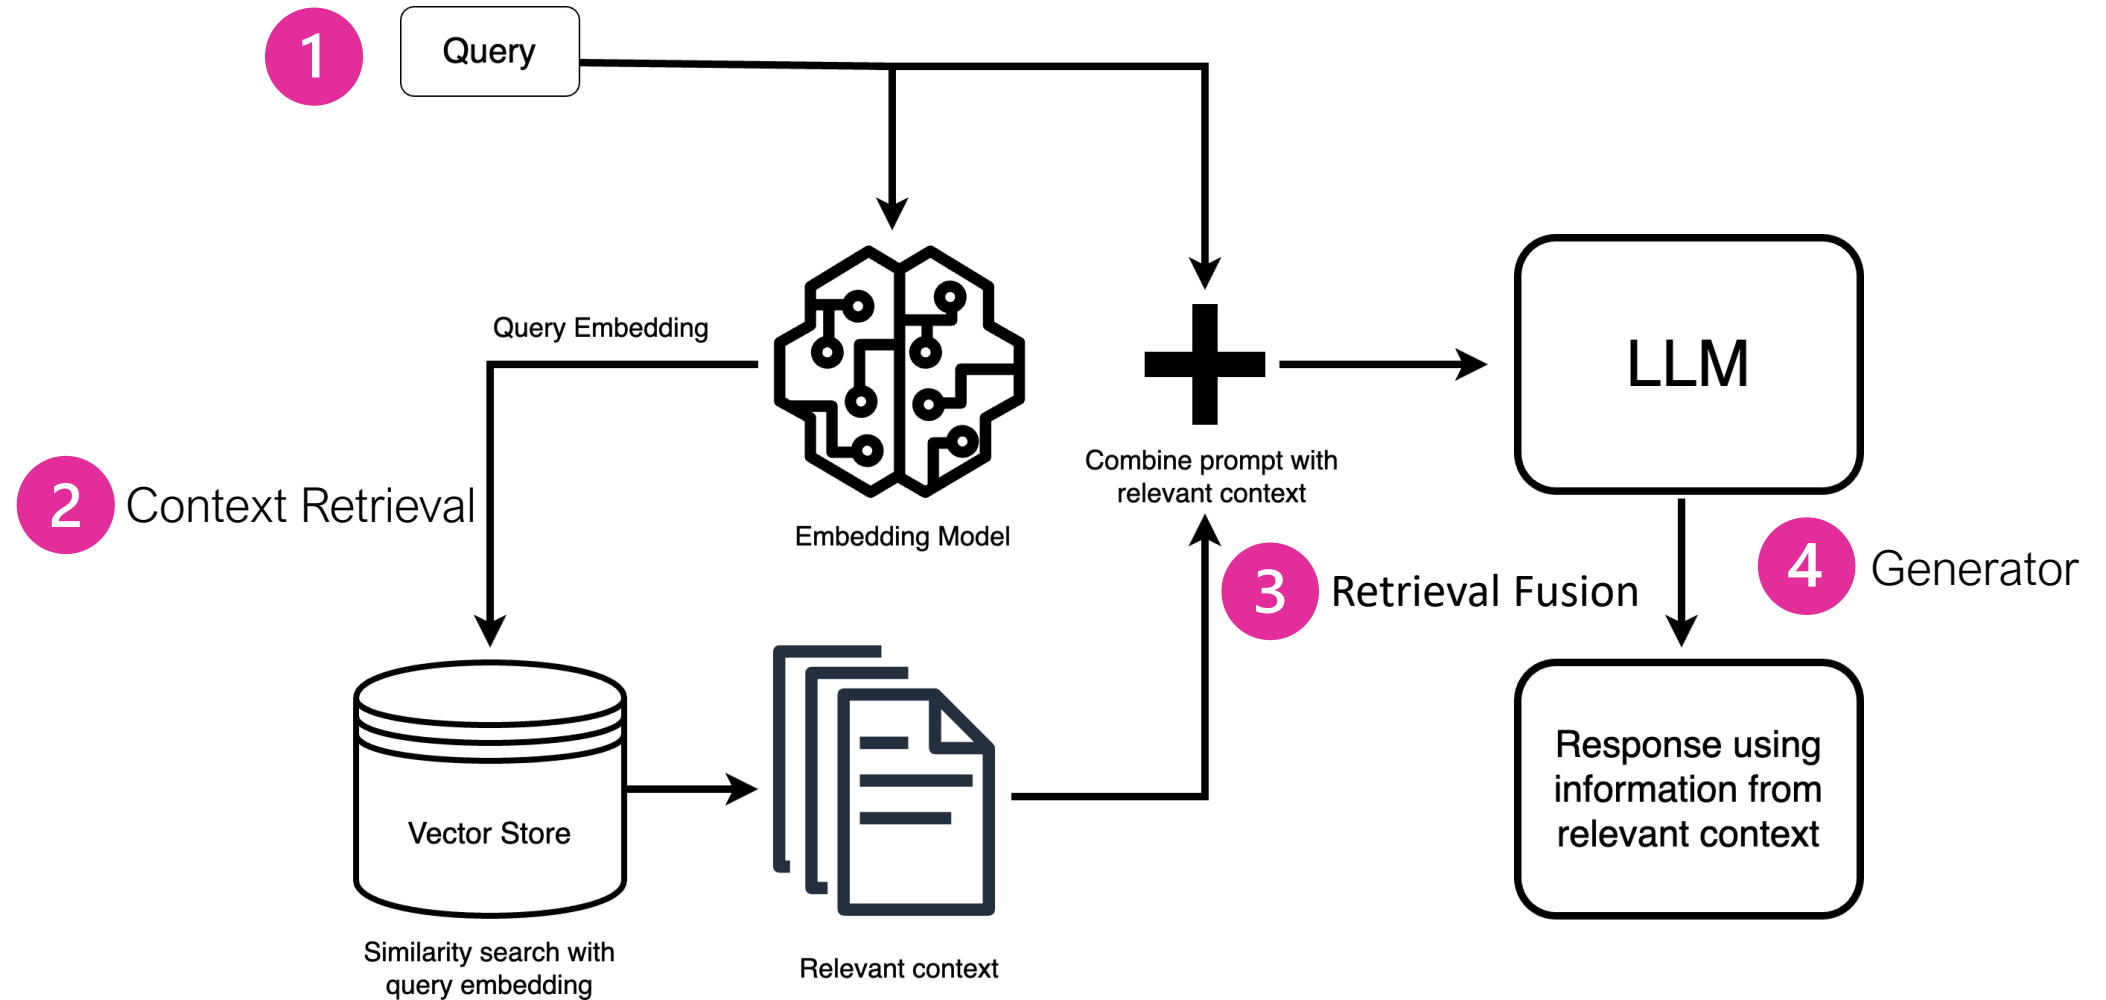 1
Query
Query Embedding
LLM
Combine prompt with
relevant context
2
Context Retrieval
Embedding Model
3
Retrieval Fusion
4
Generator
Vector Store
Response using
information from
relevant context
Similarity search with
query embedding
Relevant context